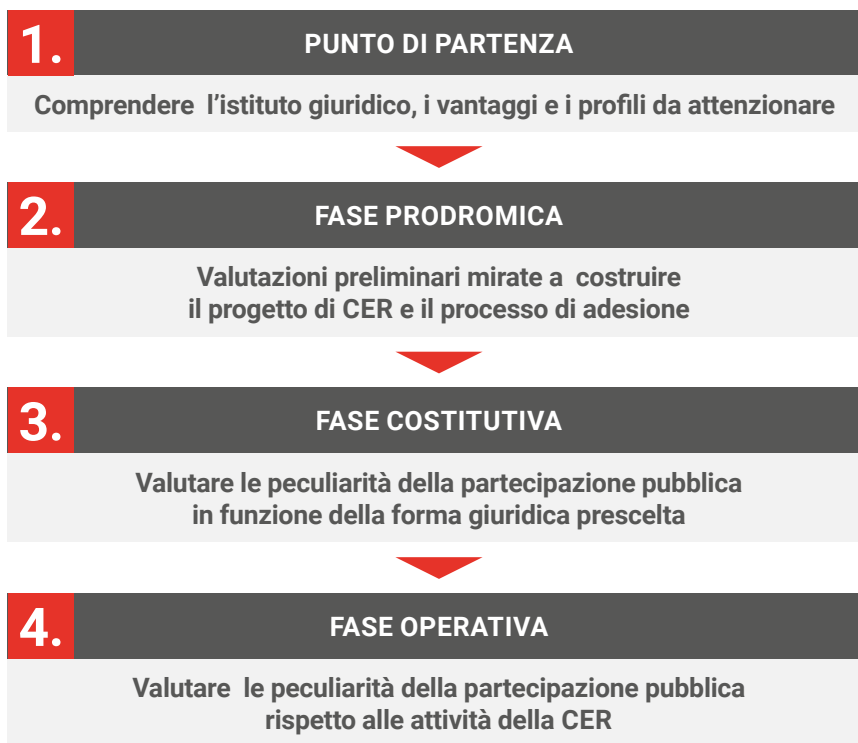 1.
PUNTO DI PARTENZA
Comprendere l'istituto giuridico, i vantaggi e i profili da attenzionare
2.
FASE PRODROMICA
Valutazioni preliminari mirate a costruire
il progetto di CER e il processo di adesione
3.
FASE COSTITUTIVA
Valutare le peculiarità della partecipazione pubblica
in funzione della forma giuridica prescelta
4.
FASE OPERATIVA
Valutare le peculiarità della partecipazione pubblica
rispetto alle attività della CER